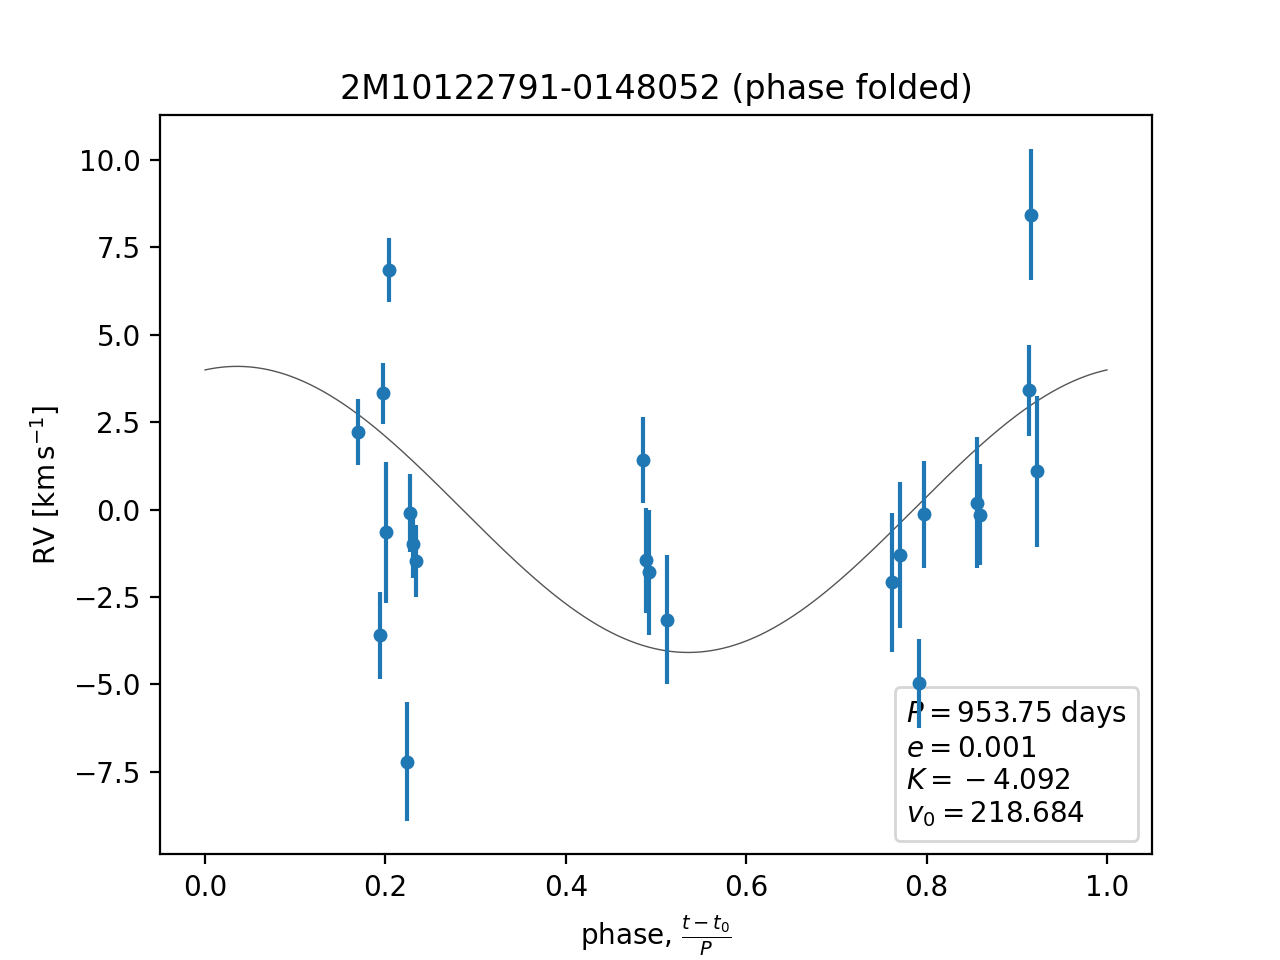 2M10122791-0148052 (phase folded)
10.0
7.5
5.0
2.5
0.0
−2.5
−5.0
−7.5
RV [km s⁻¹]
P = 953.75 days
e = 0.001
K = −4.092
v₀ = 218.684
0.0 0.2 0.4 0.6 0.8 1.0
phase, (t − t₀)/P